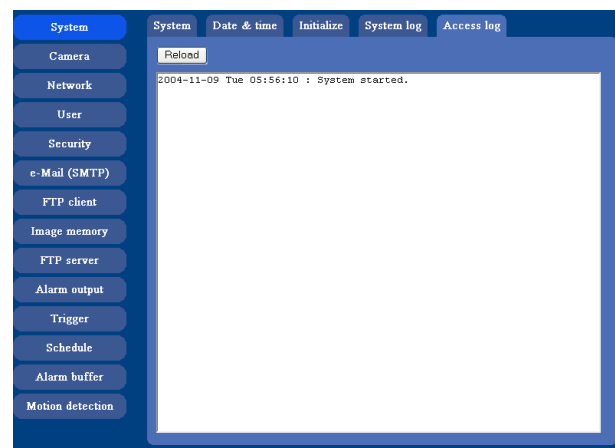 System
Camera
Network
User
Security
e-Mail (SMTP)
FTP client
Image memory
FTP server
Alarm output
Trigger
Schedule
Alarm buffer
Motion detection
System Date & time Initialize System log Access log
Reload
2004-11-09 Tue 05:56:10 : System started.